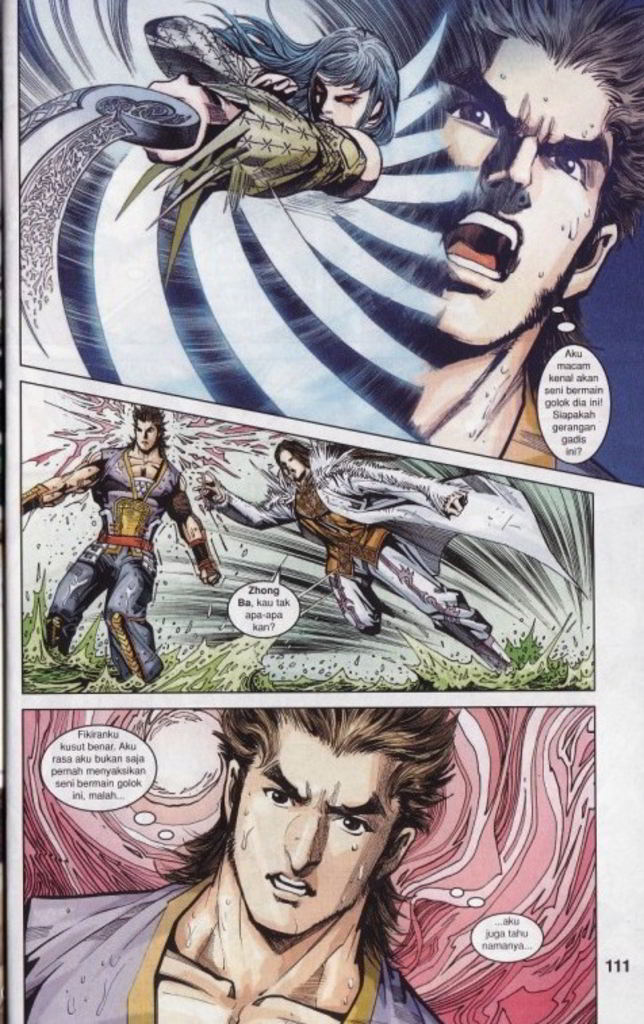 Aku
macam
kenal akan
seni bermain
golok dia ini!
Siapakah
gerangan
gadis
ini?
Zhong
Ba, kau tak
apa-apa
kan?
Fikiranku
kusut benar. Aku
rasa aku bukan saja
pernah menyaksikan
seni bermain golok
ini, malah...
...aku
juga tahu
namanya...
111